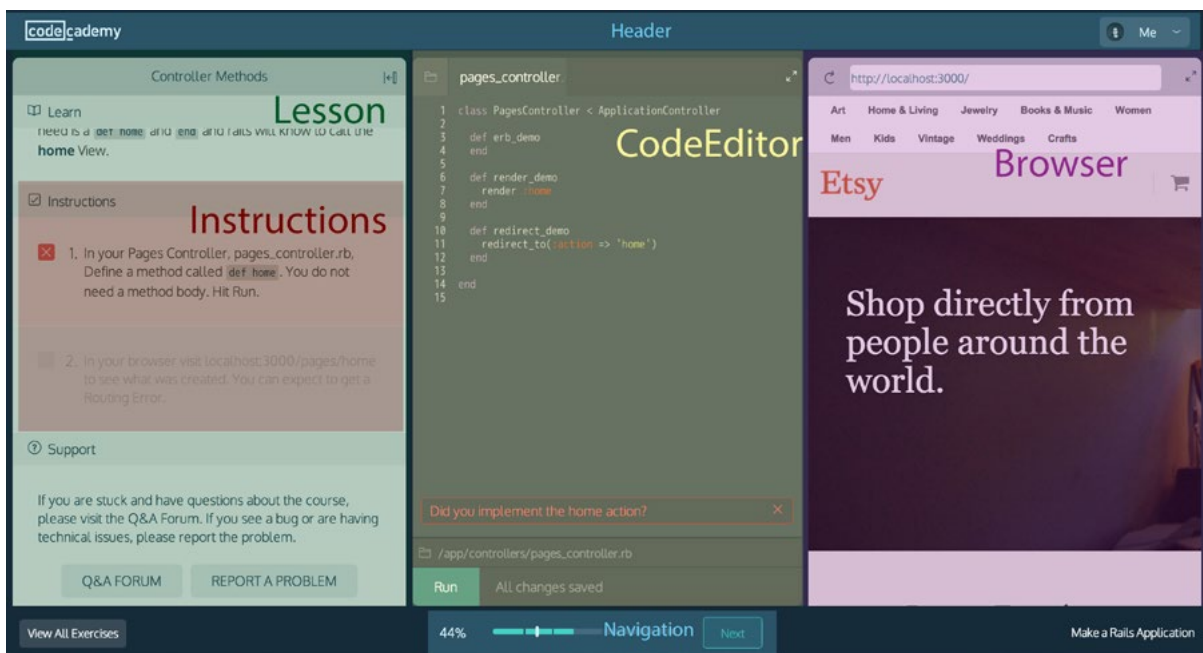 codecademy
Header
Me
Controller Methods
Learn
Lesson
need is a def home and end and rails will know to call the
home View.
Instructions
Instructions
1. In your Pages Controller, pages_controller.rb,
Define a method called def home. You do not
need a method body. Hit Run.
2. In your browser visit localhost:3000/pages/home
to see what was created. You can expect to get a
Routing Error.
Support
If you are stuck and have questions about the course,
please visit the Q&A Forum. If you see a bug or are having
technical issues, please report the problem.
Q&A FORUM
REPORT A PROBLEM
pages_controller
CodeEditor
1 class PagesController < ApplicationController
2
3 def erb_demo
4 end
5
6 def render_demo
7 render :home
8 end
9
10 def redirect_demo
11 redirect_to(:action => 'home')
12 end
13
14 end
15
Did you implement the home action?
/app/controllers/pages_controller.rb
Run
All changes saved
http://localhost:3000/
Art Home & Living Jewelry Books & Music Women
Men Kids Vintage Weddings Crafts
Browser
Etsy
Shop directly from
people around the
world.
View All Exercises
44%
Navigation
Next
Make a Rails Application